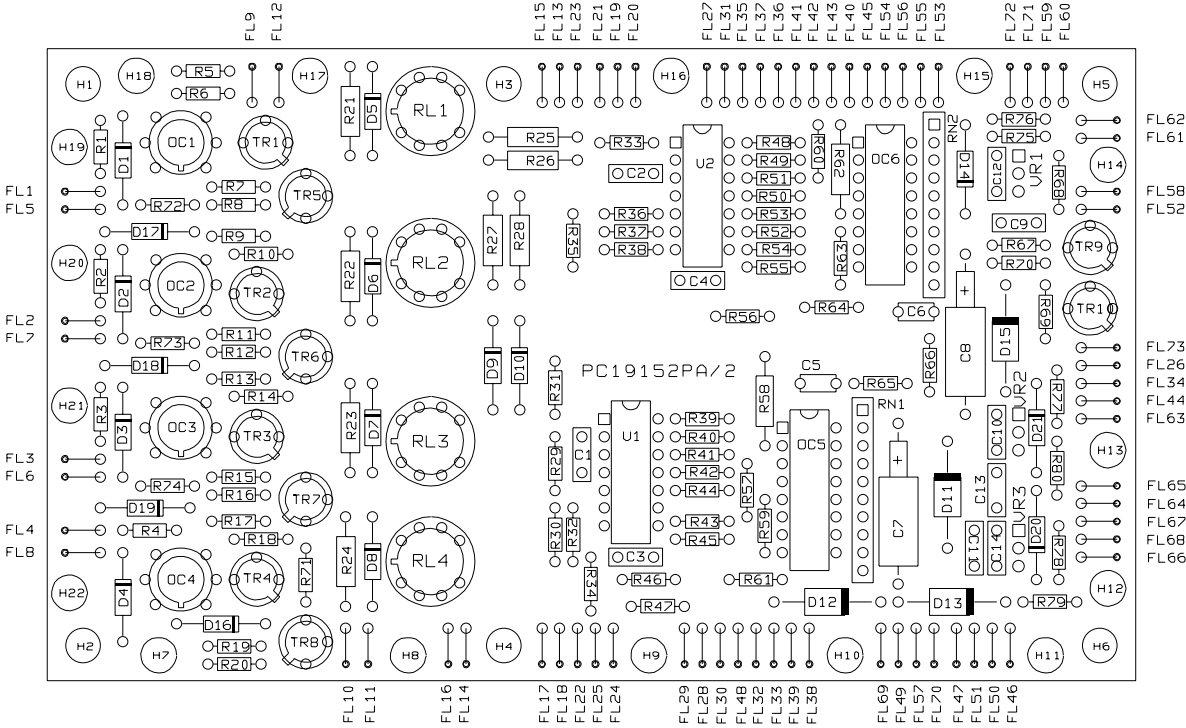 FL9 FL12 FL15 FL13 FL23 FL21 FL19 FL20 FL27 FL31 FL35 FL37 FL36 FL41 FL42 FL43 FL40 FL45 FL54 FL56 FL55 FL53 FL72 FL71 FL59 FL60
H1 H18 R5 R6 H17 R21 D5 RL1 H3 H16 H15 H5
FL62
FL61
H19 R1 D1 OC1 TR1 R25 R26 R33 C2 U2 R48 R49 R51 R50 R53 R52 R54 R55 R60 R62 OC6 RN2 D14 C12 VR1 R76 R75 R68 H14
FL1
FL5
R7 R8 R72 TR5 D17 R9 R10 R27 R28 R35 R36 R37 R38 C4 R63 C9 R67 R70 TR9
FL58
FL52
H20 R2 D2 OC2 TR2 R22 D6 RL2 R56 R64 C6 C8 + D15 R69 TR10
FL2
FL7
R73 R11 R12 TR6 D18 R13 R14 D9 D10 R31 R58 C5 R65 R66 VR2 R77
PC19152PA/2
FL73
FL26
FL34
FL44
FL63
H21 R3 D3 OC3 TR3 R23 D7 RL3 R29 C1 U1 R39 R40 R41 R42 R44 R43 R45 R57 R59 OC5 RN1 + C7 D11 C10 C13 D21 R80 H13
FL3
FL6
R15 R16 R74 TR7 D19 R17 R18 R30 R32 C3 C11 C14 VR3 D20 R78
FL65
FL64
FL67
FL68
FL66
FL4
FL8
R4 OC4 TR4 R71 R24 D8 RL4 R34 R46 R47 R61 D12 D13 R79 H12
H22 D4 D16 TR8 R19 R20
H2 H7 H8 H4 H9 H10 H11 H6
FL10 FL11 FL16 FL14 FL17 FL18 FL22 FL25 FL24 FL29 FL28 FL30 FL48 FL32 FL33 FL39 FL38 FL69 FL49 FL57 FL70 FL47 FL51 FL50 FL46